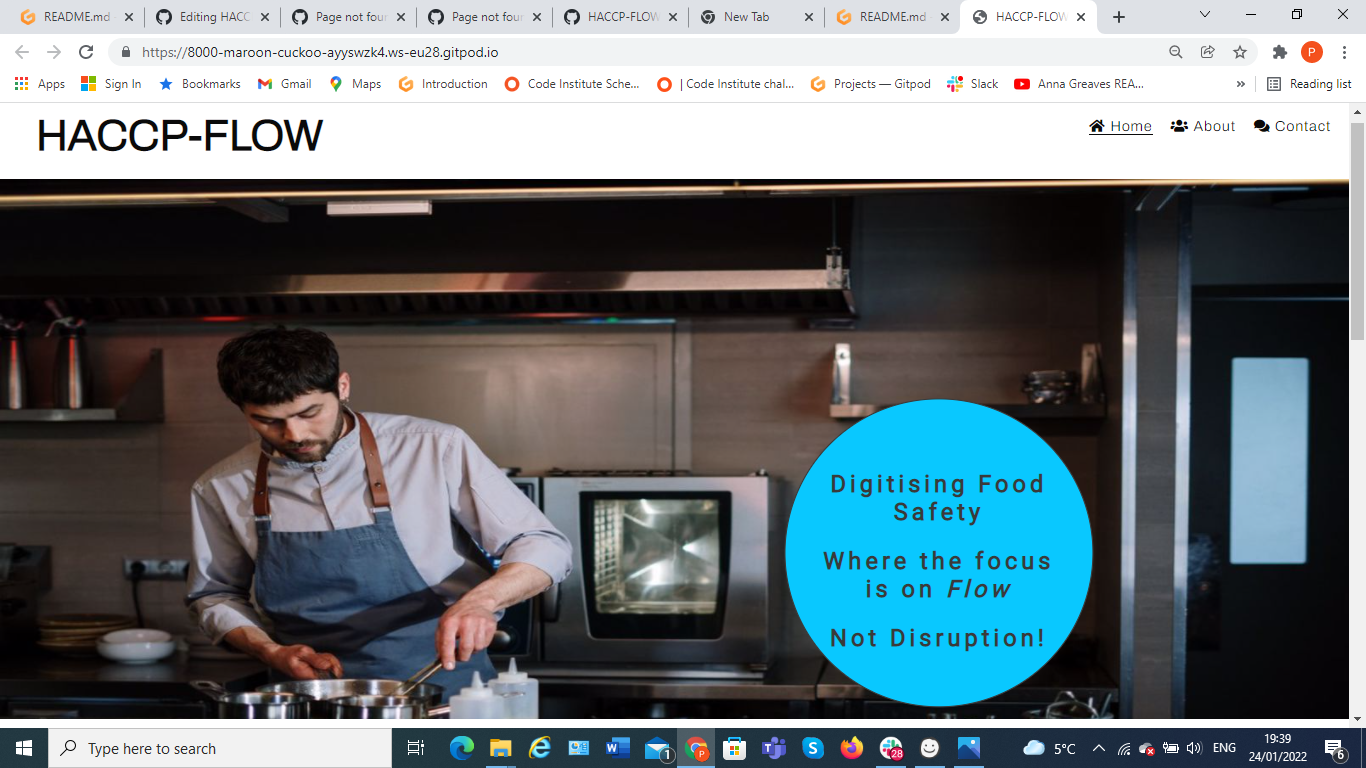 README.md
Editing HACC
Page not four
Page not four
HACCP-FLOW
New Tab
README.md
HACCP-FLOW
https://8000-maroon-cuckoo-ayyswzk4.ws-eu28.gitpod.io
P
Apps
Sign In
Bookmarks
Gmail
Maps
Introduction
Code Institute Sche...
| Code Institute chal...
Projects — Gitpod
Slack
Anna Greaves REA...
»
Reading list
HACCP-FLOW
Home
About
Contact
Digitising Food
Safety
Where the focus
is on Flow
Not Disruption!
Type here to search
1
P
28
5°C
ENG
19:39
24/01/2022
6